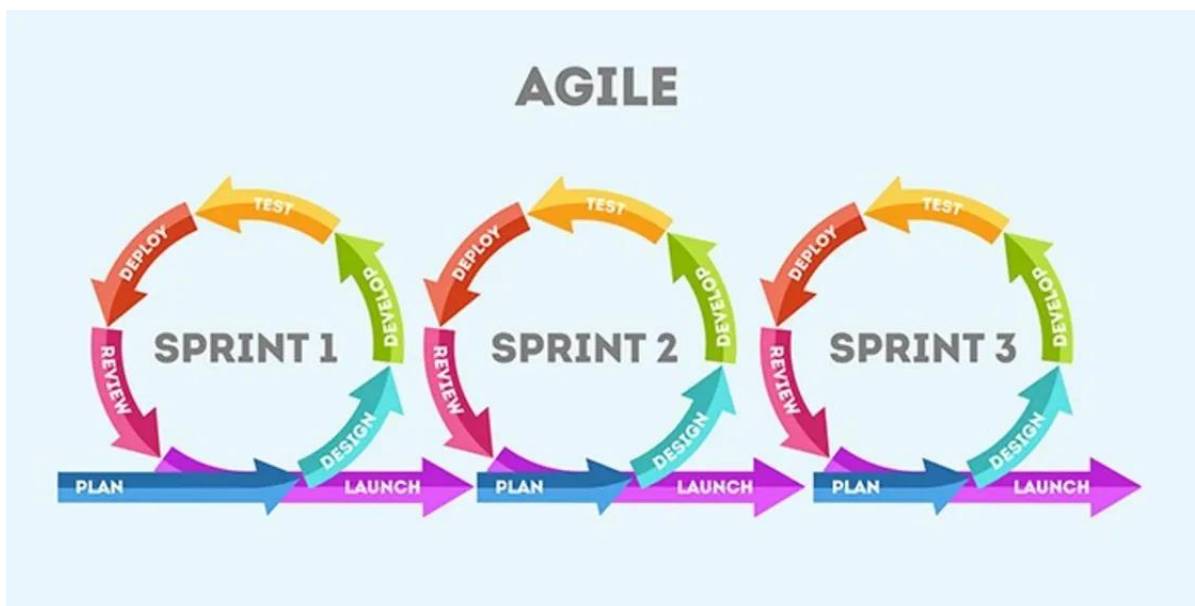 AGILE
SPRINT 1
PLAN
DESIGN
DEVELOP
TEST
DEPLOY
REVIEW
LAUNCH
SPRINT 2
PLAN
DESIGN
DEVELOP
TEST
DEPLOY
REVIEW
LAUNCH
SPRINT 3
PLAN
DESIGN
DEVELOP
TEST
DEPLOY
REVIEW
LAUNCH